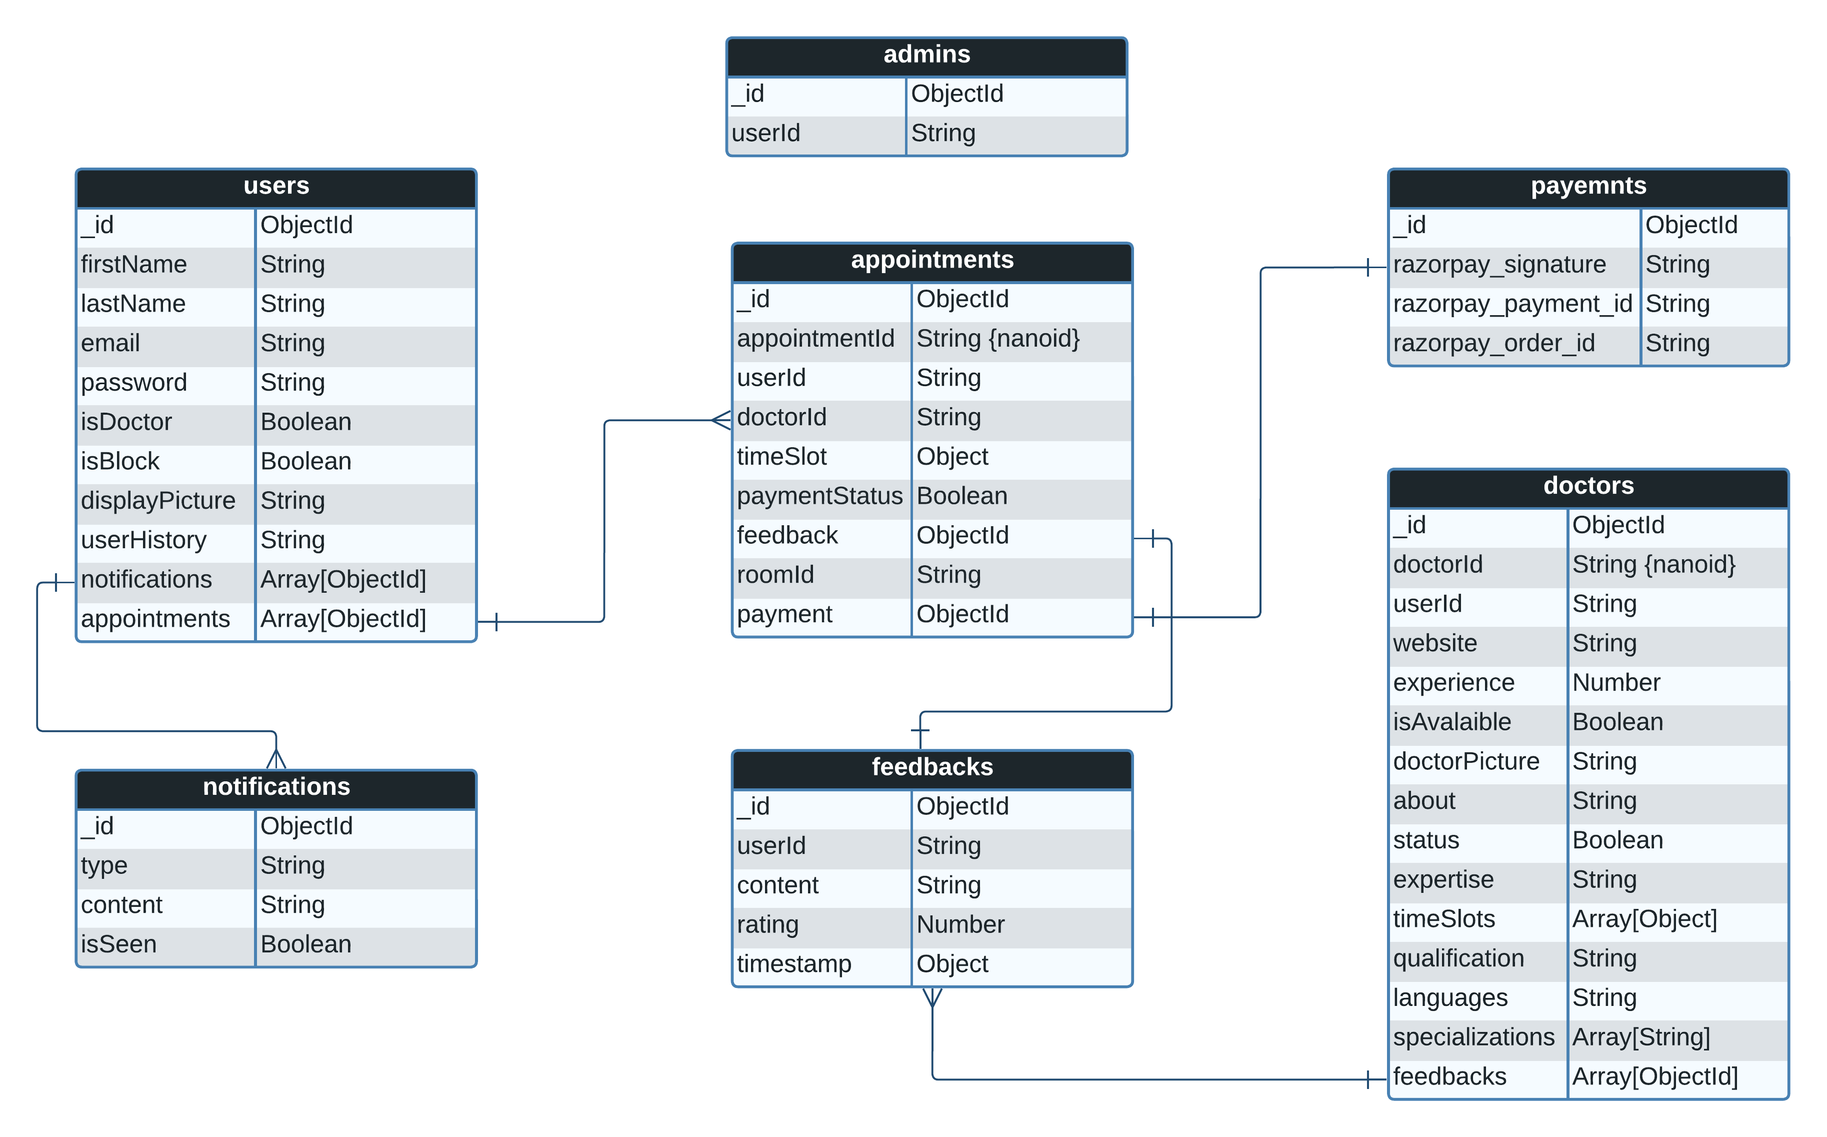 admins
_id ObjectId
userId String
users
_id ObjectId
firstName String
lastName String
email String
password String
isDoctor Boolean
isBlock Boolean
displayPicture String
userHistory String
notifications Array[ObjectId]
appointments Array[ObjectId]
appointments
_id ObjectId
appointmentId String {nanoid}
userId String
doctorId String
timeSlot Object
paymentStatus Boolean
feedback ObjectId
roomId String
payment ObjectId
payemnts
_id ObjectId
razorpay_signature String
razorpay_payment_id String
razorpay_order_id String
doctors
_id ObjectId
doctorId String {nanoid}
userId String
website String
experience Number
isAvalaible Boolean
doctorPicture String
about String
status Boolean
expertise String
timeSlots Array[Object]
qualification String
languages String
specializations Array[String]
feedbacks Array[ObjectId]
notifications
_id ObjectId
type String
content String
isSeen Boolean
feedbacks
_id ObjectId
userId String
content String
rating Number
timestamp Object